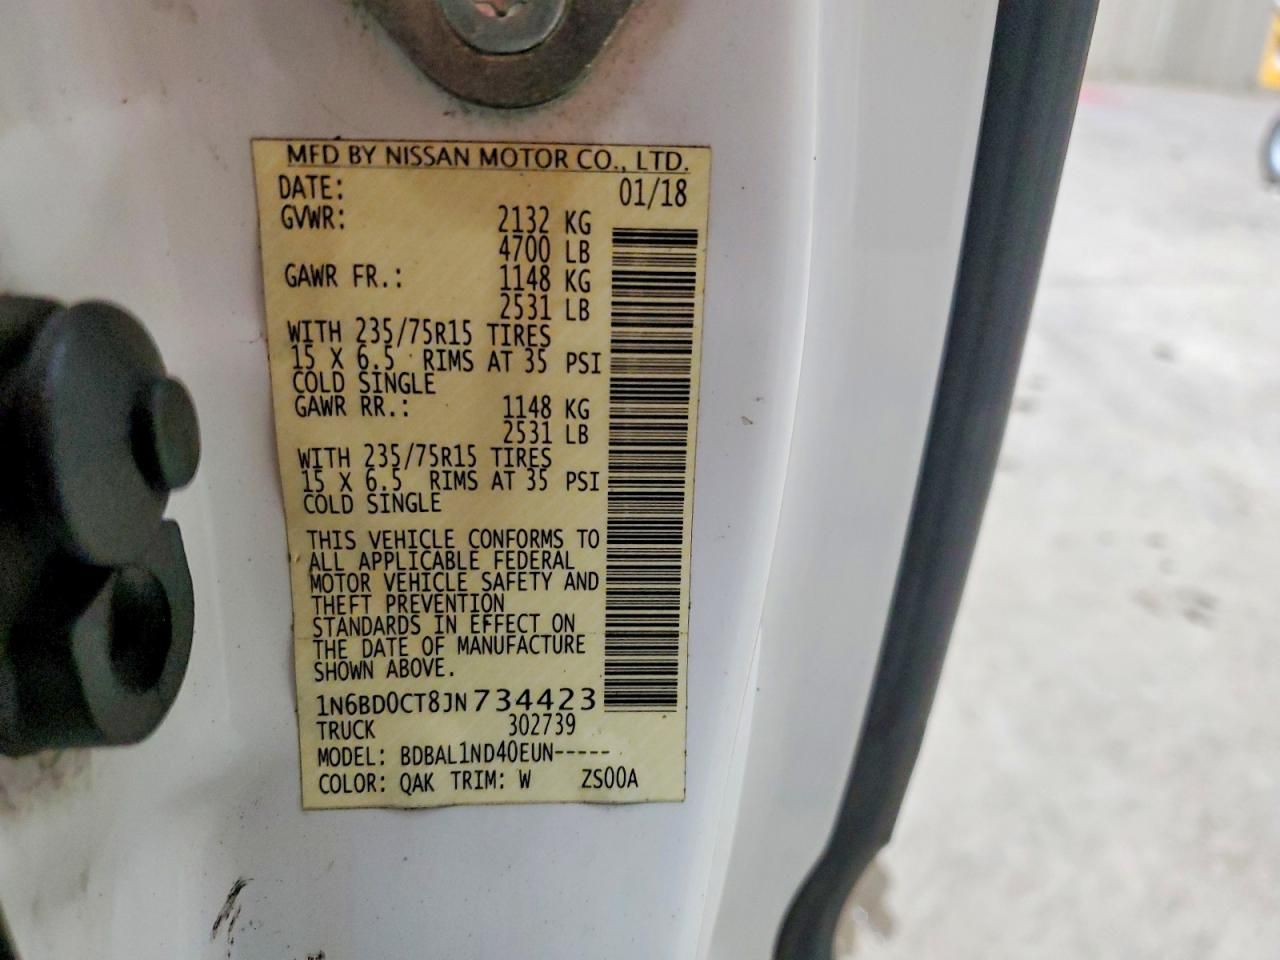 MFD BY NISSAN MOTOR CO., LTD.
DATE: 01/18
GVWR: 2132 KG
4700 LB
GAWR FR.: 1148 KG
2531 LB
WITH 235/75R15 TIRES
15 X 6.5 RIMS AT 35 PSI
COLD SINGLE
GAWR RR.: 1148 KG
2531 LB
WITH 235/75R15 TIRES
15 X 6.5 RIMS AT 35 PSI
COLD SINGLE
THIS VEHICLE CONFORMS TO
ALL APPLICABLE FEDERAL
MOTOR VEHICLE SAFETY AND
THEFT PREVENTION
STANDARDS IN EFFECT ON
THE DATE OF MANUFACTURE
SHOWN ABOVE.
1N6BD0CT8JN734423
TRUCK 302739
MODEL: BDBAL1ND40EUN-----
COLOR: QAK TRIM: W ZS00A